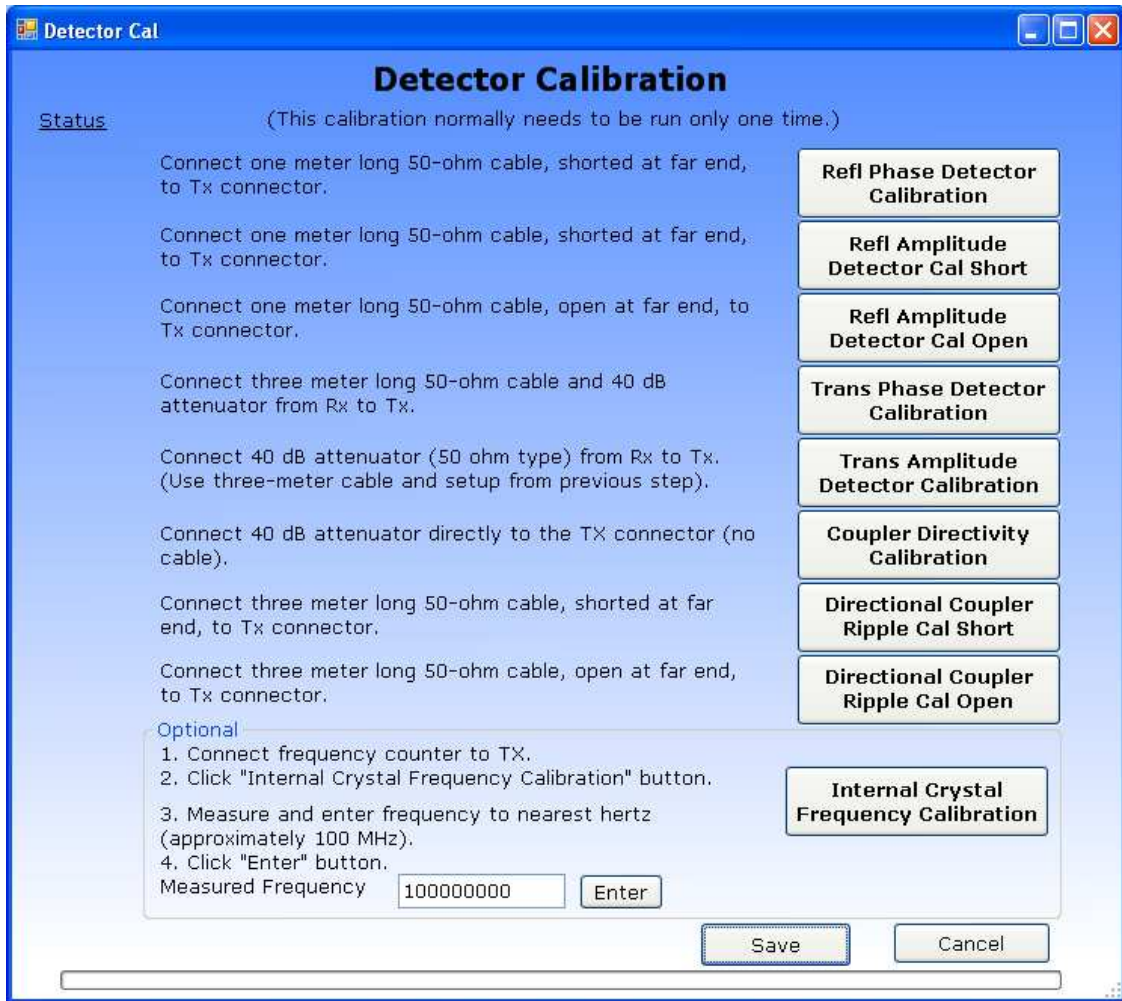 Detector Cal
Detector Calibration
Status
(This calibration normally needs to be run only one time.)
Connect one meter long 50-ohm cable, shorted at far end,
to Tx connector.
Refl Phase Detector
Calibration
Connect one meter long 50-ohm cable, shorted at far end,
to Tx connector.
Refl Amplitude
Detector Cal Short
Connect one meter long 50-ohm cable, open at far end, to
Tx connector.
Refl Amplitude
Detector Cal Open
Connect three meter long 50-ohm cable and 40 dB
attenuator from Rx to Tx.
Trans Phase Detector
Calibration
Connect 40 dB attenuator (50 ohm type) from Rx to Tx.
(Use three-meter cable and setup from previous step).
Trans Amplitude
Detector Calibration
Connect 40 dB attenuator directly to the TX connector (no
cable).
Coupler Directivity
Calibration
Connect three meter long 50-ohm cable, shorted at far
end, to Tx connector.
Directional Coupler
Ripple Cal Short
Connect three meter long 50-ohm cable, open at far end,
to Tx connector.
Directional Coupler
Ripple Cal Open
Optional
1. Connect frequency counter to TX.
2. Click "Internal Crystal Frequency Calibration" button.
3. Measure and enter frequency to nearest hertz
(approximately 100 MHz).
4. Click "Enter" button.
Internal Crystal
Frequency Calibration
Measured Frequency 100000000 Enter
Save Cancel